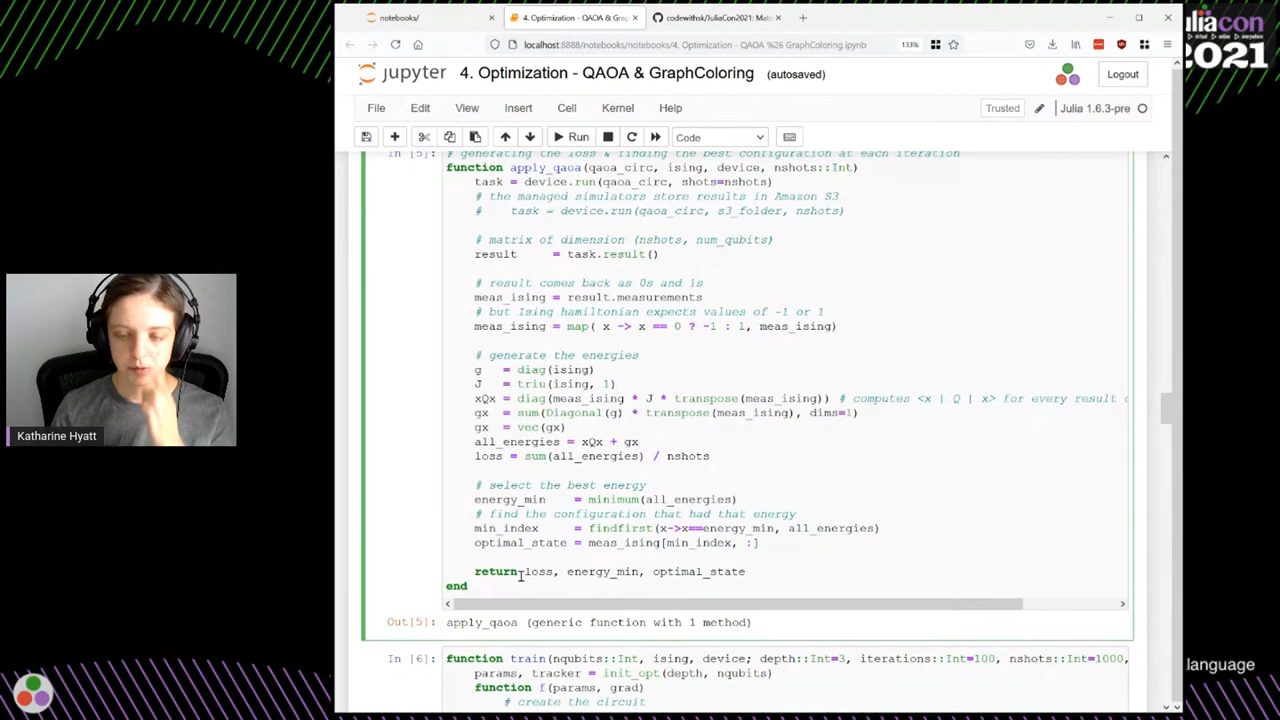 notebooks/
4. Optimization - QAOA & Grap
codewithsk/JuliaCon2021: Mat
localhost:8888/notebooks/notebooks/4. Optimization - QAOA %26 GraphColoring.ipynb
133%
jupyter
4. Optimization - QAOA & GraphColoring
(autosaved)
Logout
File Edit View Insert Cell Kernel Help
Trusted
Julia 1.6.3-pre
Run
Code
In [5]:
# generating the loss & finding the best configuration at each iteration
function apply_qaoa(qaoa_circ, ising, device, nshots::Int)
task = device.run(qaoa_circ, shots=nshots)
# the managed simulators store results in Amazon S3
# task = device.run(qaoa_circ, s3_folder, nshots)
# matrix of dimension (nshots, num_qubits)
result = task.result()
# result comes back as 0s and 1s
meas_ising = result.measurements
# but Ising hamiltonian expects values of -1 or 1
meas_ising = map( x -> x == 0 ? -1 : 1, meas_ising)
# generate the energies
g = diag(ising)
J = triu(ising, 1)
xQx = diag(meas_ising * J * transpose(meas_ising)) # computes <x | Q | x> for every result
gx = sum(Diagonal(g) * transpose(meas_ising), dims=1)
gx = vec(gx)
all_energies = xQx + gx
loss = sum(all_energies) / nshots
# select the best energy
energy_min = minimum(all_energies)
# find the configuration that had that energy
min_index = findfirst(x->x==energy_min, all_energies)
optimal_state = meas_ising[min_index, :]
return loss, energy_min, optimal_state
end
Out[5]: apply_qaoa (generic function with 1 method)
In [6]: function train(nqubits::Int, ising, device; depth::Int=3, iterations::Int=100, nshots::Int=1000,
params, tracker = init_opt(depth, nqubits)
function f(params, grad)
# create the circuit
Katharine Hyatt
uliacon
2021
language